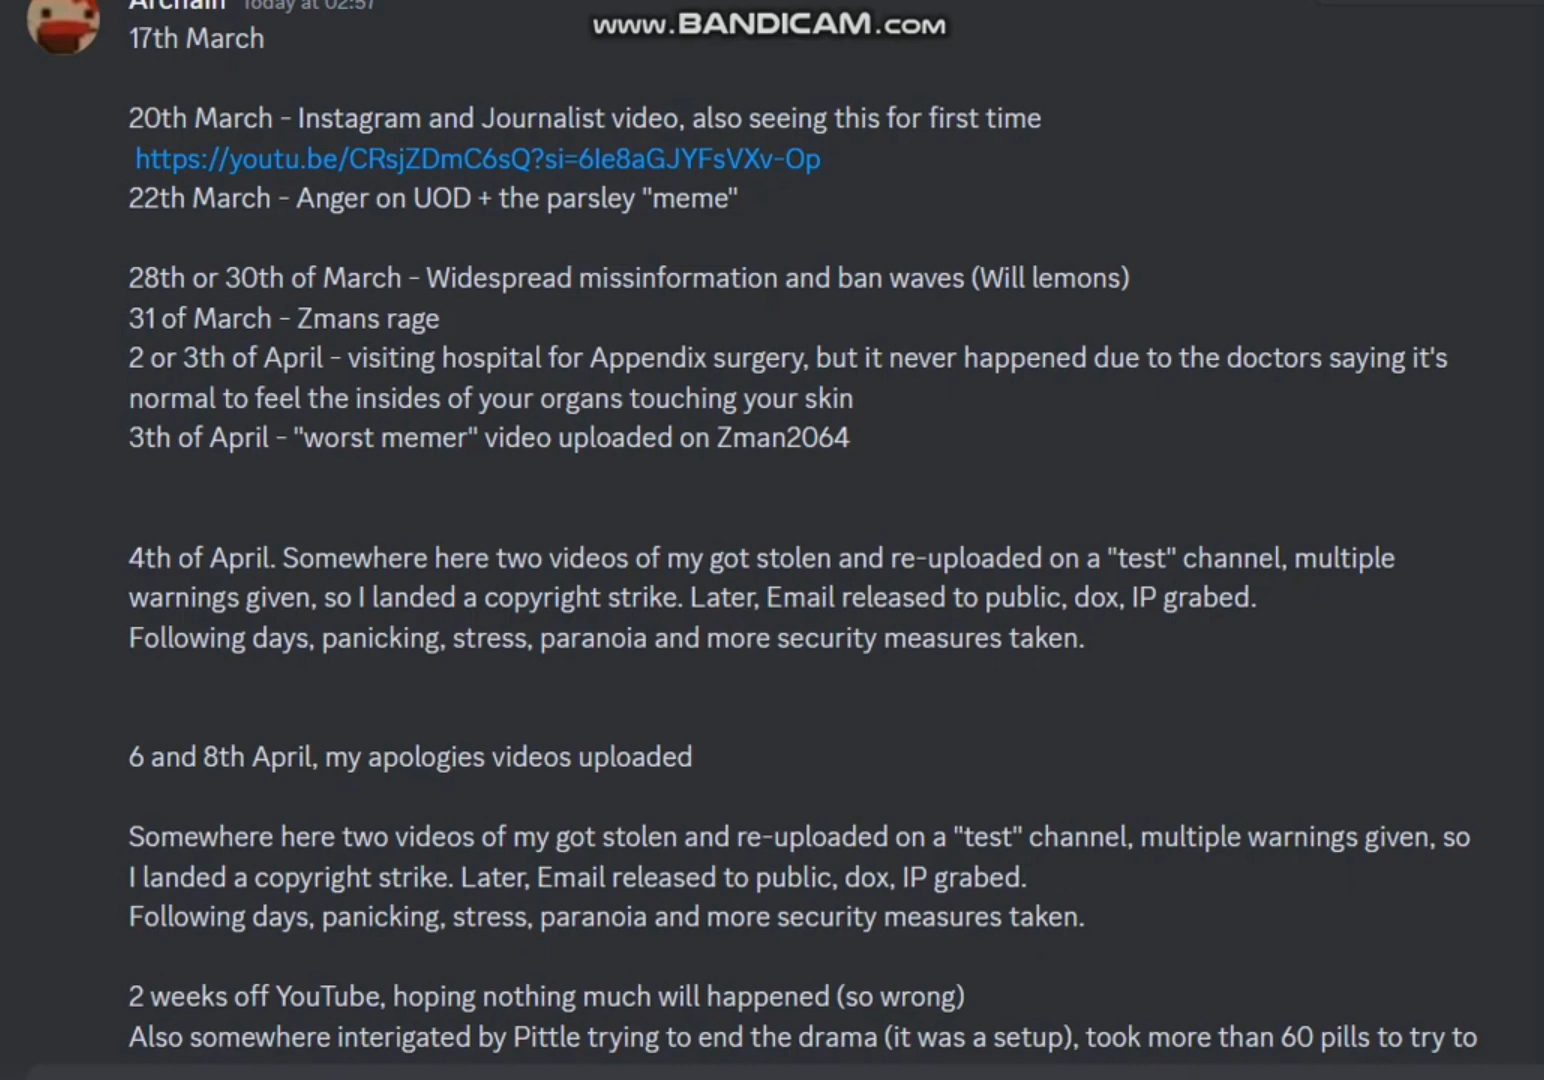 Archain Today at 02:57
www.BANDICAM.com
17th March
20th March - Instagram and Journalist video, also seeing this for first time
https://youtu.be/CRsjZDmC6sQ?si=6Ie8aGJYFsVXv-Op
22th March - Anger on UOD + the parsley "meme"
28th or 30th of March - Widespread missinformation and ban waves (Will lemons)
31 of March - Zmans rage
2 or 3th of April - visiting hospital for Appendix surgery, but it never happened due to the doctors saying it's
normal to feel the insides of your organs touching your skin
3th of April - "worst memer" video uploaded on Zman2064
4th of April. Somewhere here two videos of my got stolen and re-uploaded on a "test" channel, multiple
warnings given, so I landed a copyright strike. Later, Email released to public, dox, IP grabed.
Following days, panicking, stress, paranoia and more security measures taken.
6 and 8th April, my apologies videos uploaded
Somewhere here two videos of my got stolen and re-uploaded on a "test" channel, multiple warnings given, so
I landed a copyright strike. Later, Email released to public, dox, IP grabed.
Following days, panicking, stress, paranoia and more security measures taken.
2 weeks off YouTube, hoping nothing much will happened (so wrong)
Also somewhere interigated by Pittle trying to end the drama (it was a setup), took more than 60 pills to try to